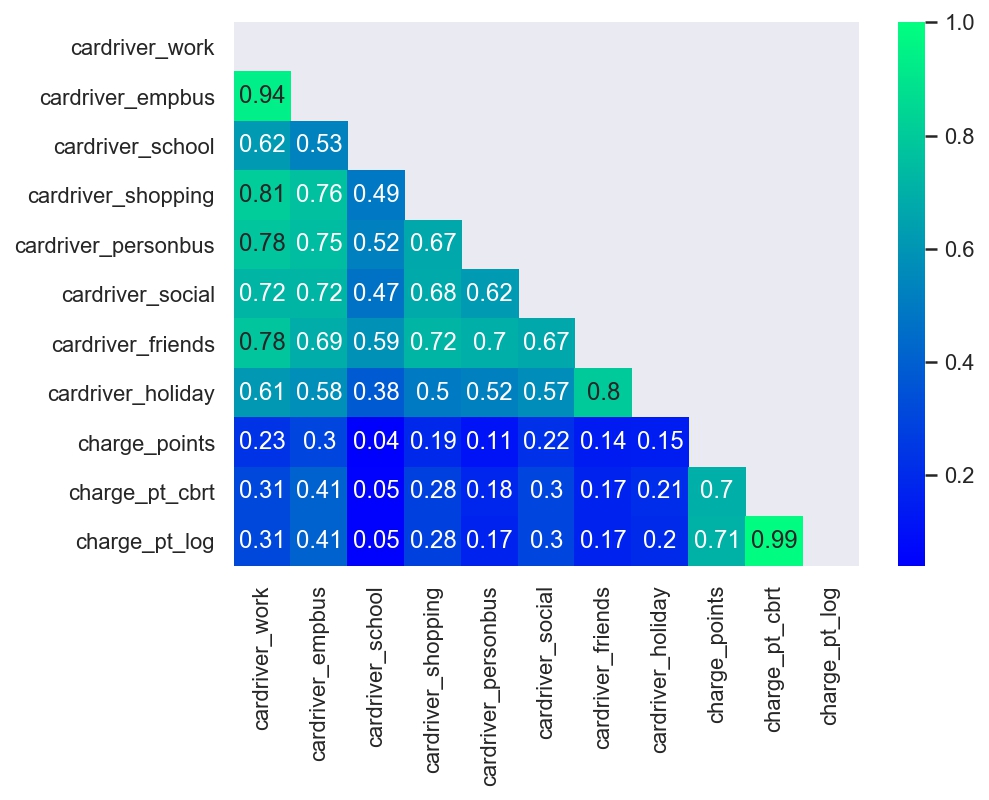 cardriver_work
cardriver_empbus 0.94
cardriver_school 0.62 0.53
cardriver_shopping 0.81 0.76 0.49
cardriver_personbus 0.78 0.75 0.52 0.67
cardriver_social 0.72 0.72 0.47 0.68 0.62
cardriver_friends 0.78 0.69 0.59 0.72 0.7 0.67
cardriver_holiday 0.61 0.58 0.38 0.5 0.52 0.57 0.8
charge_points 0.23 0.3 0.04 0.19 0.11 0.22 0.14 0.15
charge_pt_cbrt 0.31 0.41 0.05 0.28 0.18 0.3 0.17 0.21 0.7
charge_pt_log 0.31 0.41 0.05 0.28 0.17 0.3 0.17 0.2 0.71 0.99
cardriver_work
cardriver_empbus
cardriver_school
cardriver_shopping
cardriver_personbus
cardriver_social
cardriver_friends
cardriver_holiday
charge_points
charge_pt_cbrt
charge_pt_log
1.0
0.8
0.6
0.4
0.2